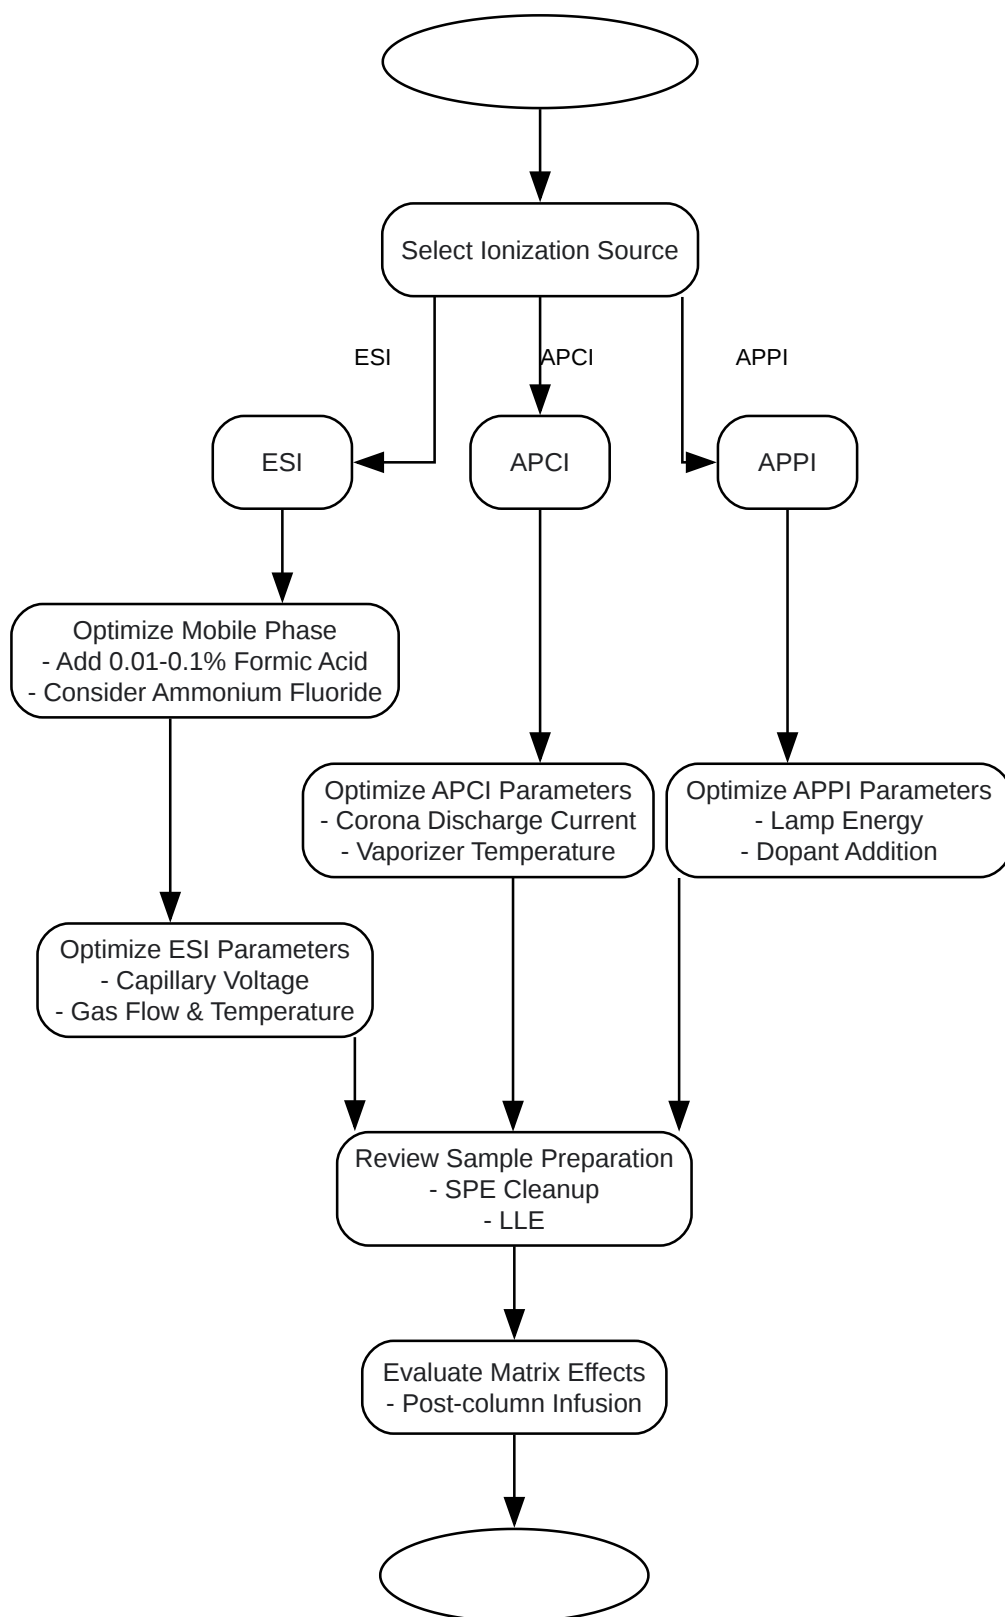 Select Ionization Source
ESI
APCI
APPI
ESI
APCI
APPI
Optimize Mobile Phase
- Add 0.01-0.1% Formic Acid
- Consider Ammonium Fluoride
Optimize APCI Parameters
- Corona Discharge Current
- Vaporizer Temperature
Optimize APPI Parameters
- Lamp Energy
- Dopant Addition
Optimize ESI Parameters
- Capillary Voltage
- Gas Flow & Temperature
Review Sample Preparation
- SPE Cleanup
- LLE
Evaluate Matrix Effects
- Post-column Infusion